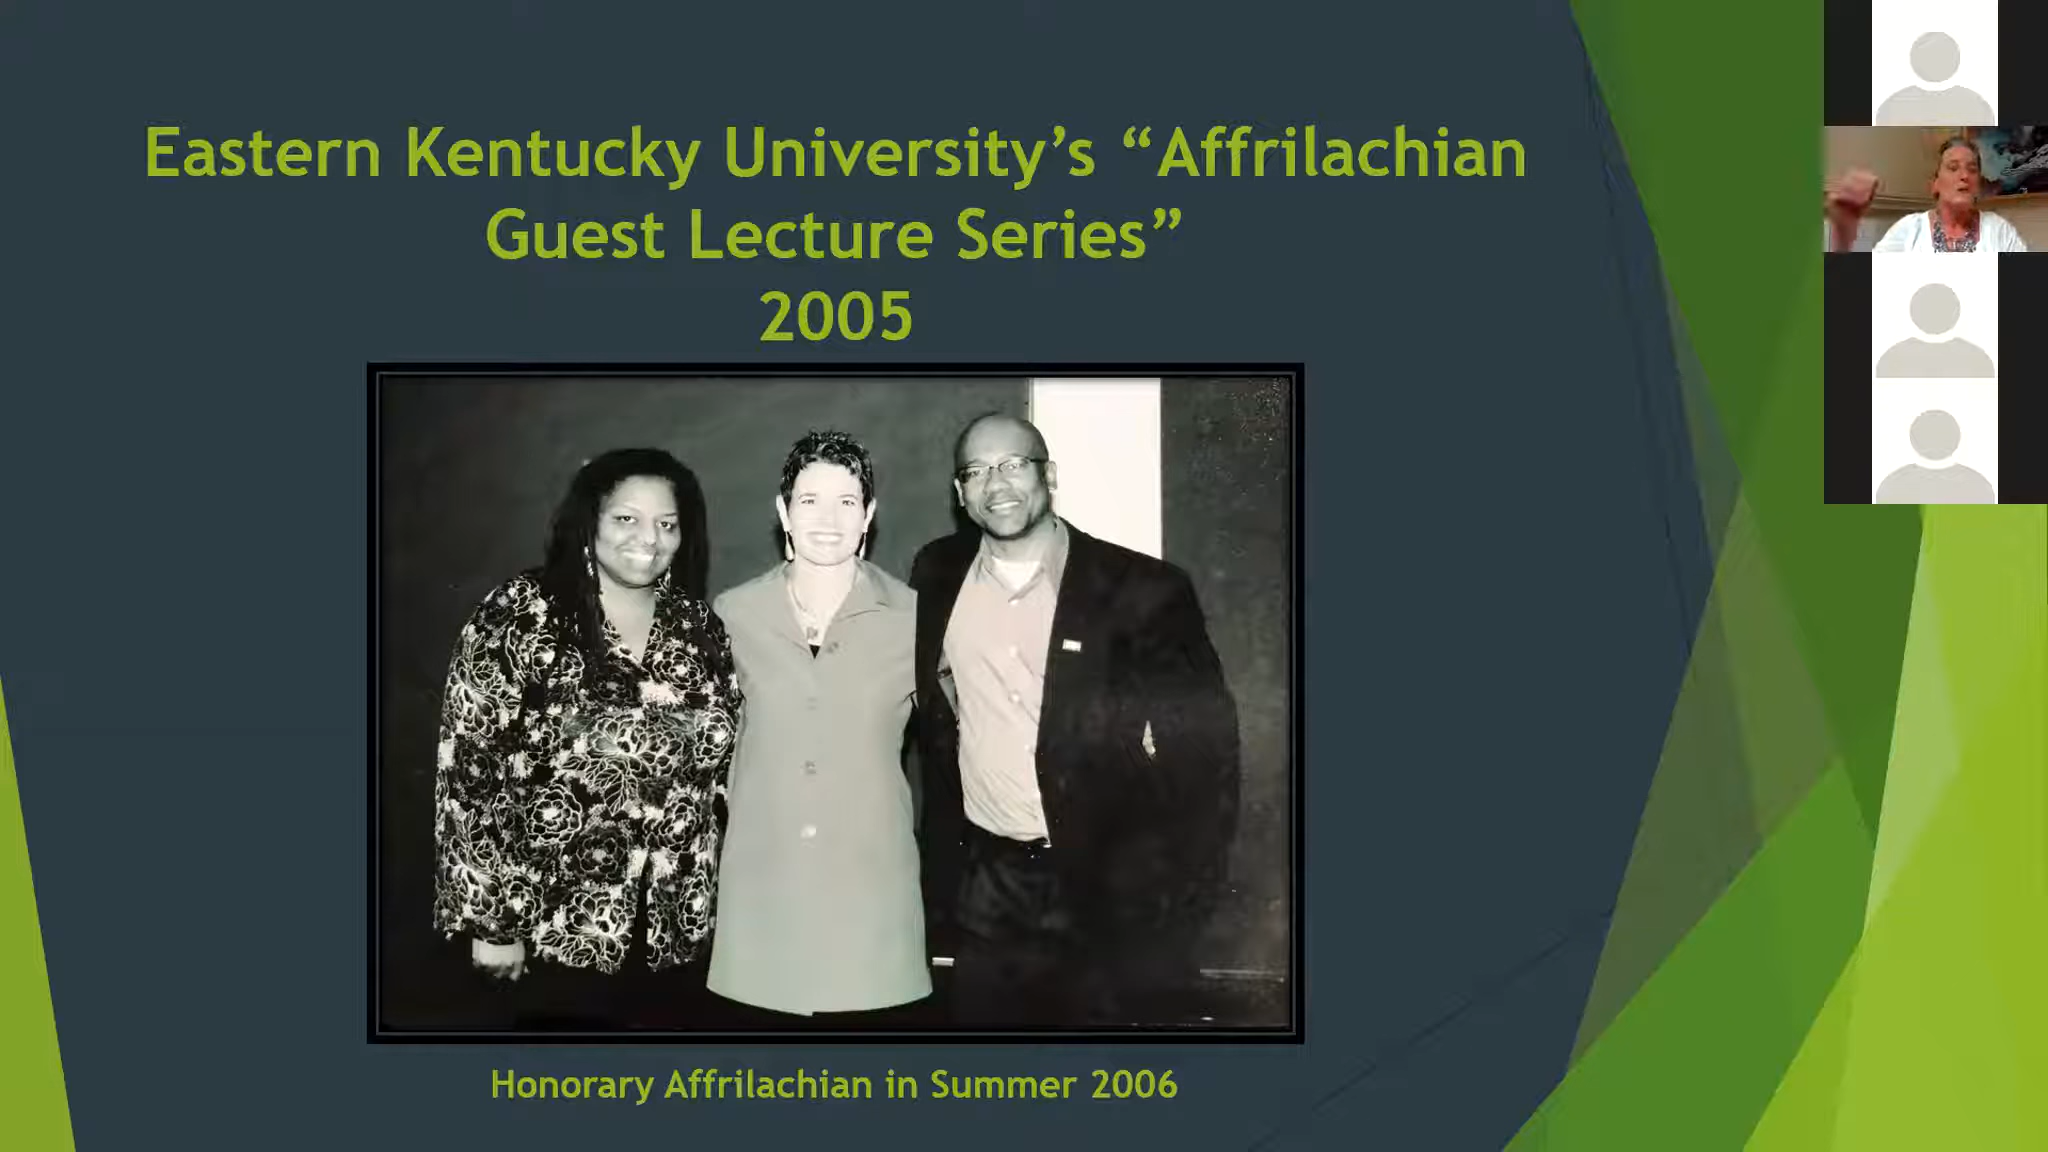 Eastern Kentucky University’s “Affrilachian
Guest Lecture Series”
2005
Honorary Affrilachian in Summer 2006